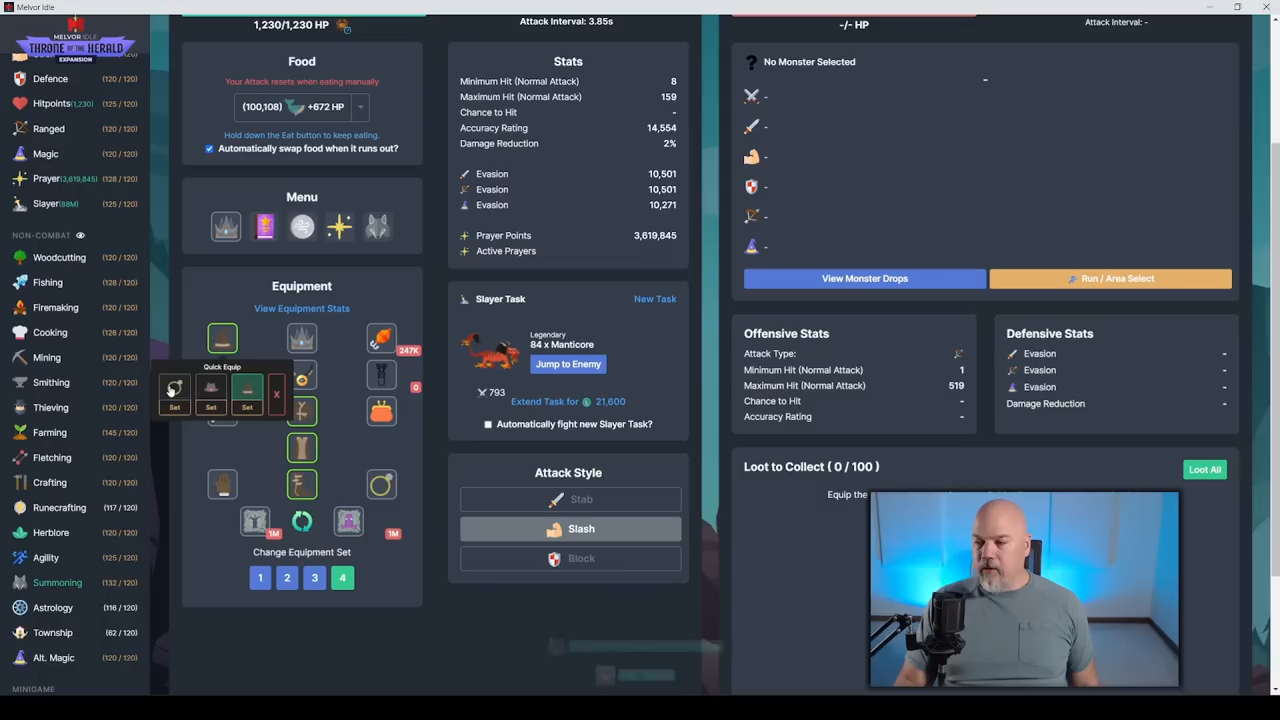 Melvor Idle
MELVOR IDLE
THRONE OF THE HERALD
EXPANSION
Defence (120 / 120)
Hitpoints(1,230) (125 / 120)
Ranged (120 / 120)
Magic (120 / 120)
Prayer(3,619,845) (128 / 120)
Slayer(88M) (125 / 120)
NON-COMBAT
Woodcutting (120 / 120)
Fishing (128 / 120)
Firemaking (120 / 120)
Cooking (128 / 120)
Mining (120 / 120)
Smithing (120 / 120)
Thieving (120 / 120)
Farming (145 / 120)
Fletching (120 / 120)
Crafting (120 / 120)
Runecrafting (117 / 120)
Herblore (120 / 120)
Agility (125 / 120)
Summoning (132 / 120)
Astrology (116 / 120)
Township (62 / 120)
Alt. Magic (120 / 120)
MINIGAME
1,230/1,230 HP
Food
Your Attack resets when eating manually
(100,108) +672 HP
Hold down the Eat button to keep eating.
Automatically swap food when it runs out?
Menu
Equipment
View Equipment Stats
247K
Quick Equip
0
X
Set Set Set
1M 1M
Change Equipment Set
1 2 3 4
Attack Interval: 3.85s
Stats
Minimum Hit (Normal Attack) 8
Maximum Hit (Normal Attack) 159
Chance to Hit -
Accuracy Rating 14,554
Damage Reduction 2%
Evasion 10,501
Evasion 10,501
Evasion 10,271
Prayer Points 3,619,845
Active Prayers
Slayer Task New Task
Legendary
84 x Manticore
Jump to Enemy
793
Extend Task for 21,600
Automatically fight new Slayer Task?
Attack Style
Stab
Slash
Block
-/- HP
Attack Interval: -
No Monster Selected
-
-
-
-
-
-
-
View Monster Drops Run / Area Select
Offensive Stats
Attack Type:
Minimum Hit (Normal Attack) 1
Maximum Hit (Normal Attack) 519
Chance to Hit -
Accuracy Rating -
Defensive Stats
Evasion -
Evasion -
Evasion -
Damage Reduction -
Loot to Collect ( 0 / 100 ) Loot All
Equip the